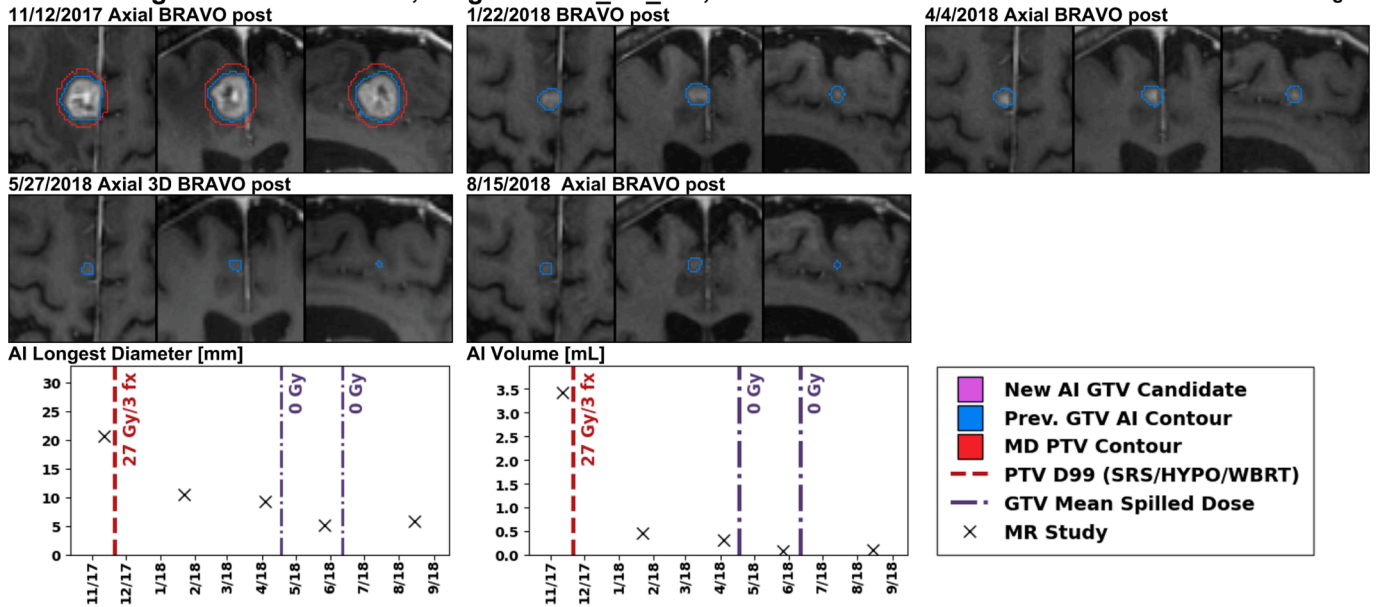 11/12/2017 Axial BRAVO post
1/22/2018 BRAVO post
4/4/2018 Axial BRAVO post
5/27/2018 Axial 3D BRAVO post
8/15/2018 Axial BRAVO post
AI Longest Diameter [mm]
30
25
20
15
10
5
0
27 Gy/3 fx
0 Gy
0 Gy
11/17
12/17
1/18
2/18
3/18
4/18
5/18
6/18
7/18
8/18
9/18
AI Volume [mL]
3.5
3.0
2.5
2.0
1.5
1.0
0.5
0.0
27 Gy/3 fx
0 Gy
0 Gy
11/17
12/17
1/18
2/18
3/18
4/18
5/18
6/18
7/18
8/18
9/18
New AI GTV Candidate
Prev. GTV AI Contour
MD PTV Contour
PTV D99 (SRS/HYPO/WBRT)
GTV Mean Spilled Dose
MR Study